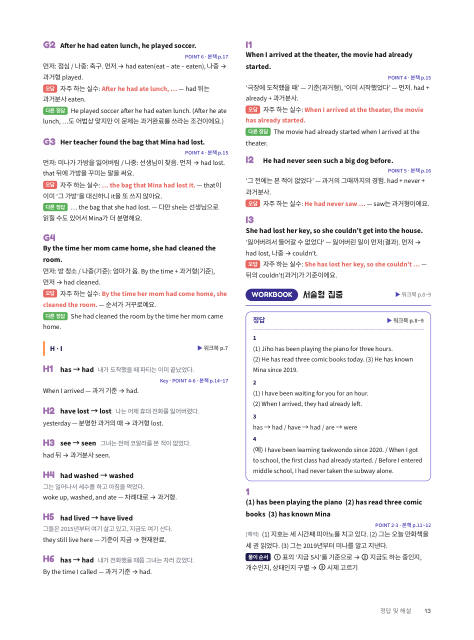 G2 After he had eaten lunch, he played soccer.
POINT 6 · 본책 p.17
먼저: 점심 / 나중: 축구. 먼저 → had eaten(eat – ate – eaten), 나중 →
과거형 played.
오답 자주 하는 실수: After he had ate lunch, … — had 뒤는
과거분사 eaten.
다른 정답 He played soccer after he had eaten lunch. (After he ate
lunch, …도 어법상 맞지만 이 문제는 과거완료를 쓰라는 조건이에요.)
G3 Her teacher found the bag that Mina had lost.
POINT 4 · 본책 p.15
먼저: 미나가 가방을 잃어버림 / 나중: 선생님이 찾음. 먼저 → had lost.
that 뒤에 가방을 꾸미는 말을 써요.
오답 자주 하는 실수: … the bag that Mina had lost it. — that이
이미 '그 가방'을 대신하니 it을 또 쓰지 않아요.
다른 정답 … the bag that she had lost. — 다만 she는 선생님으로
읽힐 수도 있어서 Mina가 더 분명해요.
G4
By the time her mom came home, she had cleaned the
room.
먼저: 방 청소 / 나중(기준): 엄마가 옴. By the time + 과거형(기준),
먼저 → had cleaned.
오답 자주 하는 실수: By the time her mom had come home, she
cleaned the room. — 순서가 거꾸로예요.
다른 정답 She had cleaned the room by the time her mom came
home.
H · I ▶ 워크북 p.7
H1 has → had 내가 도착했을 때 파티는 이미 끝났었다.
Key · POINT 4-6 · 본책 p.14~17
When I arrived — 과거 기준 → had.
H2 have lost → lost 나는 어제 휴대 전화를 잃어버렸다.
yesterday — 분명한 과거의 때 → 과거형 lost.
H3 see → seen 그녀는 전에 코알라를 본 적이 없었다.
had 뒤 → 과거분사 seen.
H4 had washed → washed
그는 일어나서 세수를 하고 아침을 먹었다.
woke up, washed, and ate — 차례대로 → 과거형.
H5 had lived → have lived
그들은 2015년부터 여기 살고 있고, 지금도 여기 산다.
they still live here — 기준이 지금 → 현재완료.
H6 has → had 내가 전화했을 때쯤 그녀는 자러 갔었다.
By the time I called — 과거 기준 → had.
I1
When I arrived at the theater, the movie had already
started.
POINT 4 · 본책 p.15
'극장에 도착했을 때' — 기준(과거형), '이미 시작했었다' — 먼저. had +
already + 과거분사.
오답 자주 하는 실수: When I arrived at the theater, the movie
has already started.
다른 정답 The movie had already started when I arrived at the
theater.
I2 He had never seen such a big dog before.
POINT 5 · 본책 p.16
'그 전에는 본 적이 없었다' — 과거의 그때까지의 경험. had + never +
과거분사.
오답 자주 하는 실수: He had never saw …. — saw는 과거형이에요.
I3
She had lost her key, so she couldn't get into the house.
'잃어버려서 들어갈 수 없었다' — 잃어버린 일이 먼저(결과). 먼저 →
had lost, 나중 → couldn't.
오답 자주 하는 실수: She has lost her key, so she couldn't …. —
뒤의 couldn't(과거)가 기준이에요.
WORKBOOK 서술형 집중 ▶ 워크북 p.8~9
정답 ▶ 워크북 p.8~9
1
(1) Jiho has been playing the piano for three hours.
(2) He has read three comic books today. (3) He has known
Mina since 2019.
2
(1) I have been waiting for you for an hour.
(2) When I arrived, they had already left.
3
has → had / have → had / are → were
4
(예) I have been learning taekwondo since 2020. / When I got
to school, the first class had already started. / Before I entered
middle school, I had never taken the subway alone.
1
(1) has been playing the piano (2) has read three comic
books (3) has known Mina
POINT 2·3 · 본책 p.11~12
[해석] (1) 지호는 세 시간째 피아노를 치고 있다. (2) 그는 오늘 만화책을
세 권 읽었다. (3) 그는 2019년부터 미나를 알고 지낸다.
풀이 순서 ① 표의 '지금 5시'를 기준으로 → ② 지금도 하는 중인지,
개수인지, 상태인지 구별 → ③ 시제 고르기
정답 및 해설 13